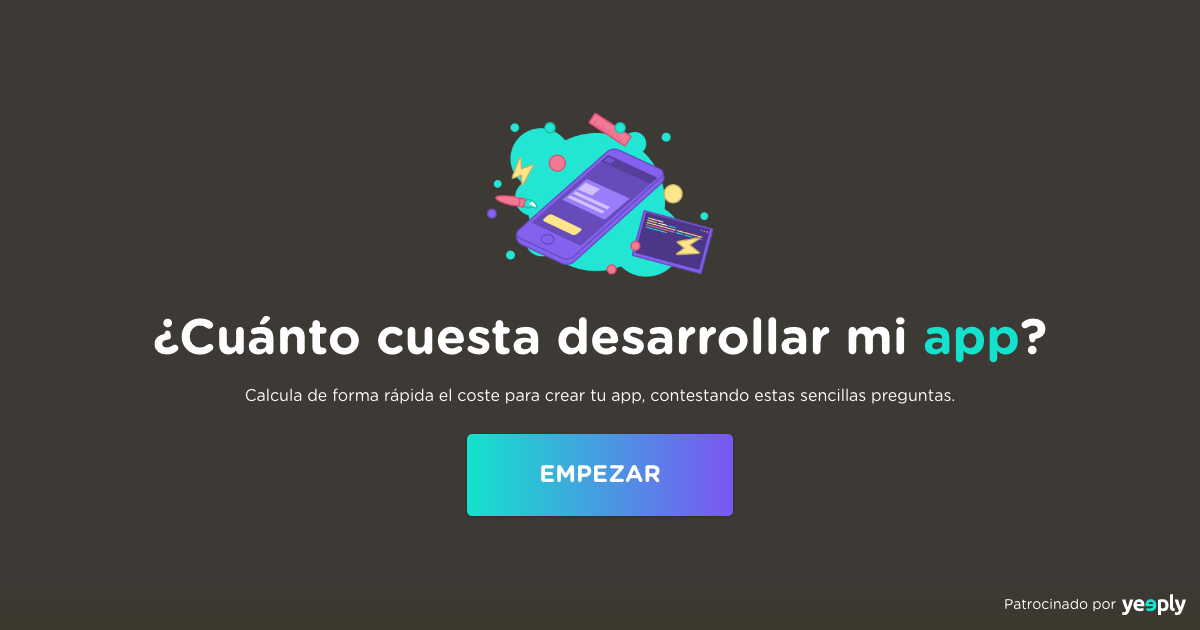 ¿Cuánto cuesta desarrollar mi app?
Calcula de forma rápida el coste para crear tu app, contestando estas sencillas preguntas.
EMPEZAR
Patrocinado por yeeply